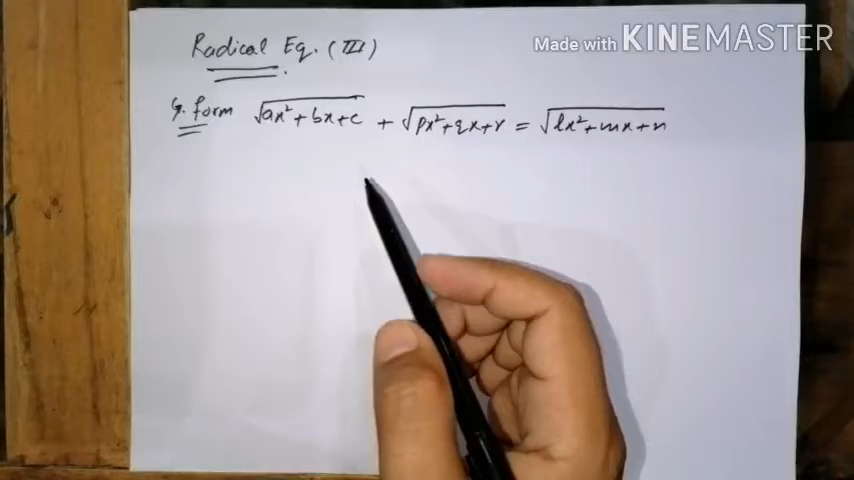 Radical Eq. (III)
Made with KINEMASTER
G. form √ax²+bx+c + √px²+qx+r = √lx²+mx+n